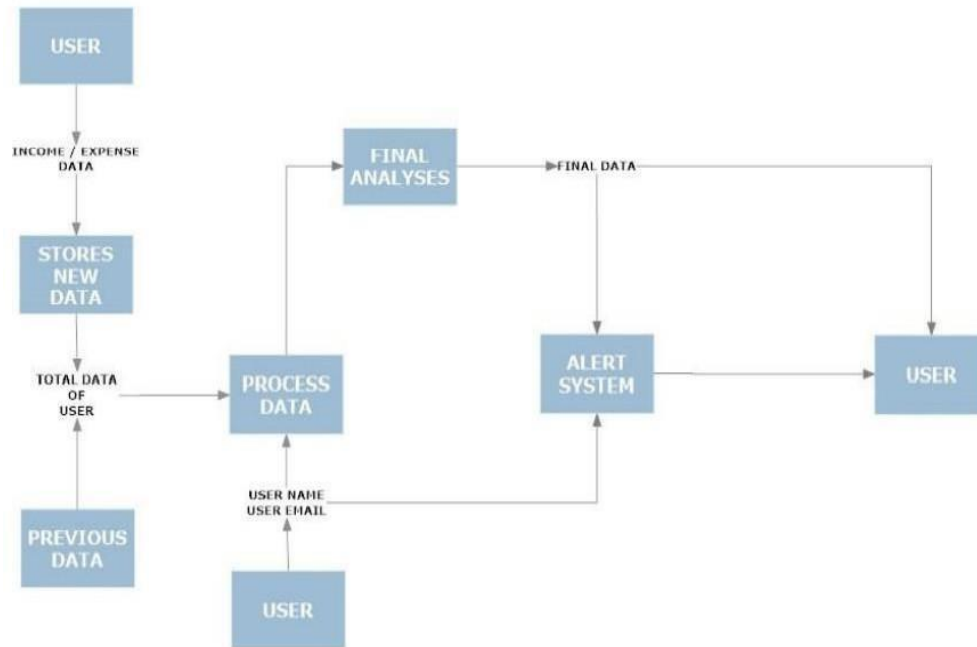 USER
INCOME / EXPENSE
DATA
STORES
NEW
DATA
TOTAL DATA
OF
USER
PREVIOUS
DATA
PROCESS
DATA
USER NAME
USER EMAIL
USER
FINAL
ANALYSES
FINAL DATA
ALERT
SYSTEM
USER